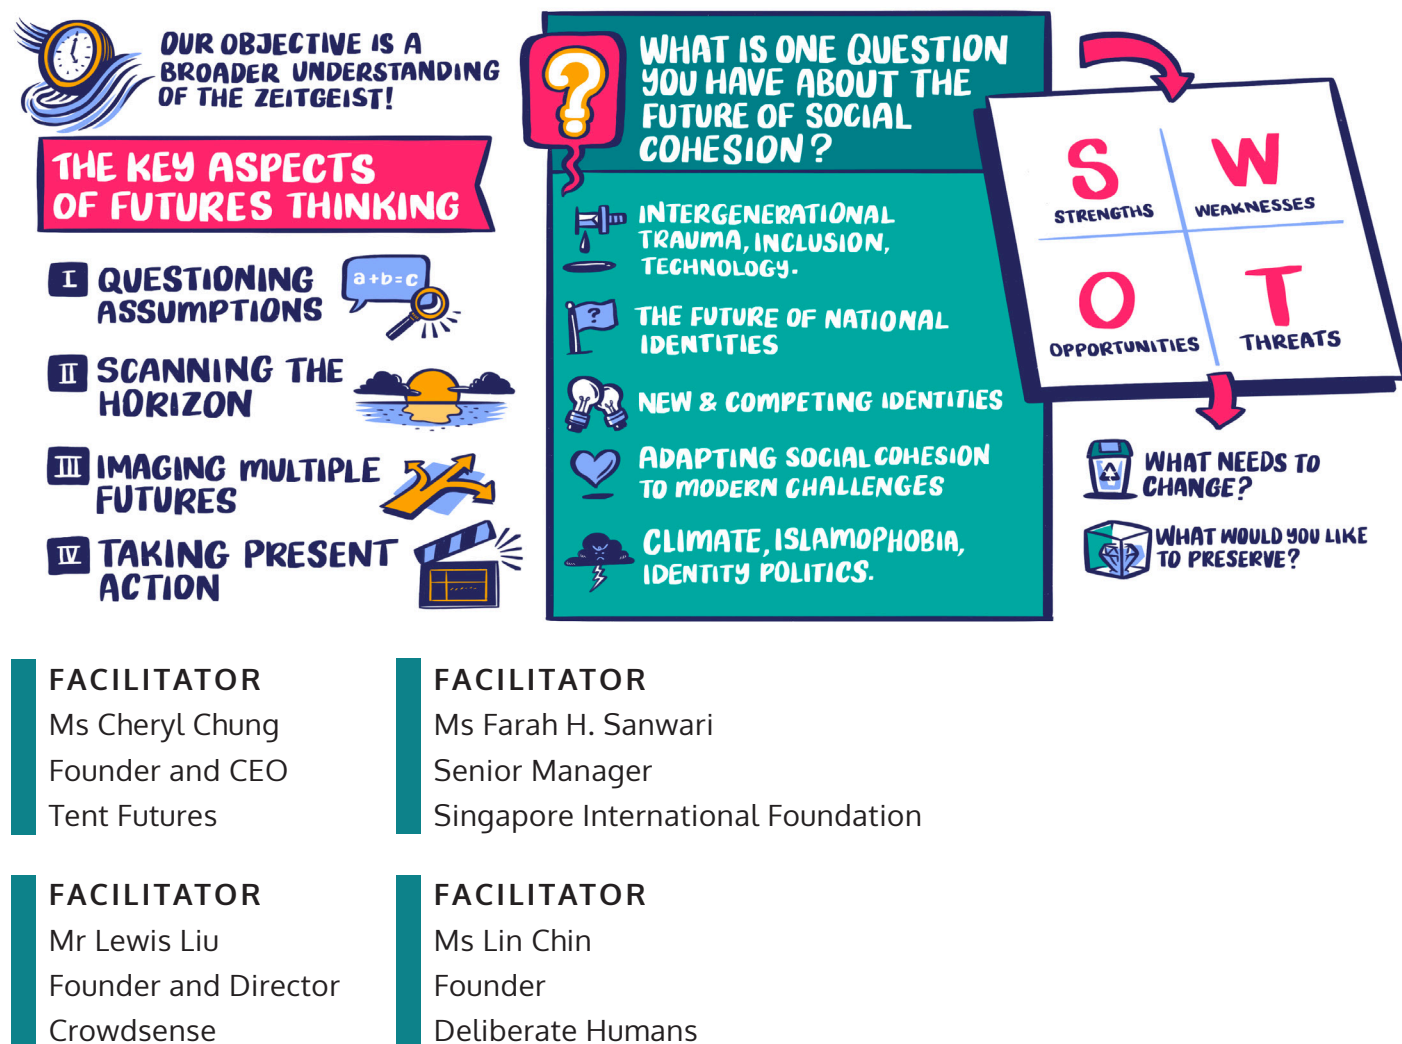 OUR OBJECTIVE IS A
BROADER UNDERSTANDING
OF THE ZEITGEIST!
THE KEY ASPECTS
OF FUTURES THINKING
I QUESTIONING
ASSUMPTIONS
a+b=c
II SCANNING THE
HORIZON
III IMAGING MULTIPLE
FUTURES
IV TAKING PRESENT
ACTION
?
WHAT IS ONE QUESTION
YOU HAVE ABOUT THE
FUTURE OF SOCIAL
COHESION?
INTERGENERATIONAL
TRAUMA, INCLUSION,
TECHNOLOGY.
?
THE FUTURE OF NATIONAL
IDENTITIES
NEW & COMPETING IDENTITIES
ADAPTING SOCIAL COHESION
TO MODERN CHALLENGES
CLIMATE, ISLAMOPHOBIA,
IDENTITY POLITICS.
S
STRENGTHS
W
WEAKNESSES
O
OPPORTUNITIES
T
THREATS
WHAT NEEDS TO
CHANGE?
WHAT WOULD YOU LIKE
TO PRESERVE?
FACILITATOR
Ms Cheryl Chung
Founder and CEO
Tent Futures
FACILITATOR
Ms Farah H. Sanwari
Senior Manager
Singapore International Foundation
FACILITATOR
Mr Lewis Liu
Founder and Director
Crowdsense
FACILITATOR
Ms Lin Chin
Founder
Deliberate Humans